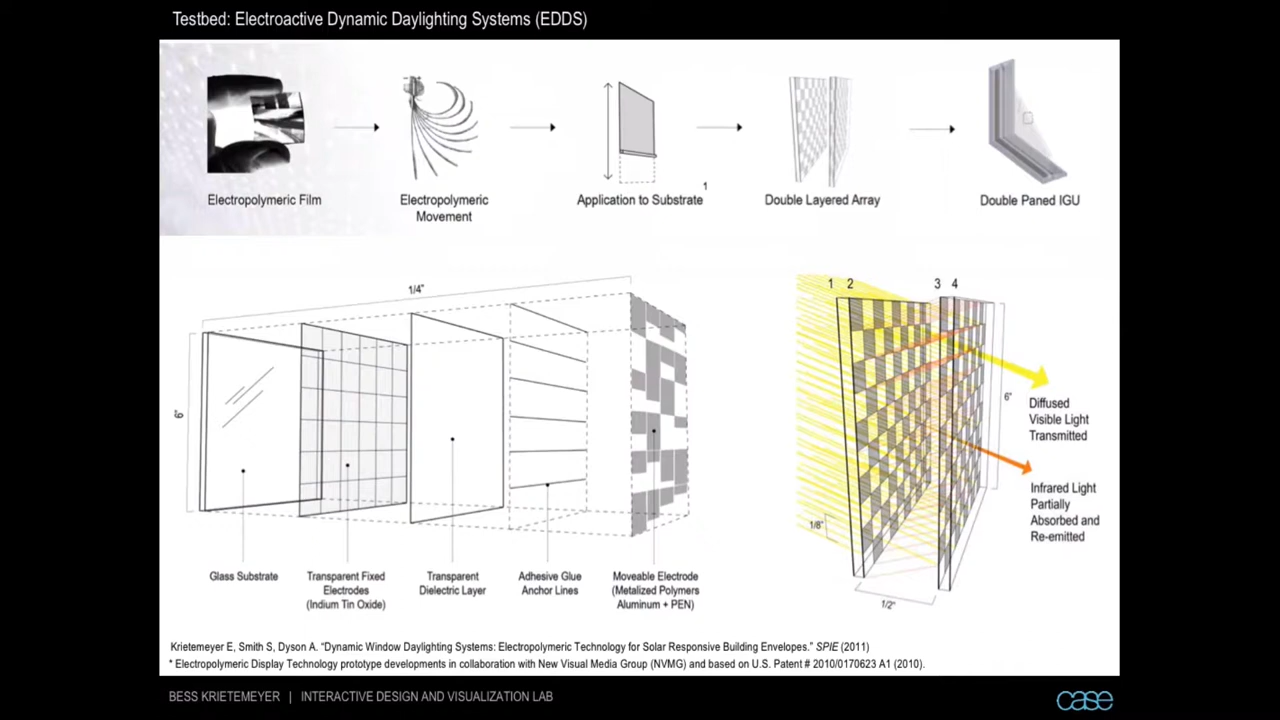 Testbed: Electroactive Dynamic Daylighting Systems (EDDS)
Electropolymeric Film
Electropolymeric
Movement
Application to Substrate
1
Double Layered Array
Double Paned IGU
1/4"
6"
Glass Substrate
Transparent Fixed
Electrodes
(Indium Tin Oxide)
Transparent
Dielectric Layer
Adhesive Glue
Anchor Lines
Moveable Electrode
(Metalized Polymers
Aluminum + PEN)
1 2 3 4
6"
Diffused
Visible Light
Transmitted
Infrared Light
Partially
Absorbed and
Re-emitted
1/8"
1/2"
Krietemeyer E, Smith S, Dyson A. “Dynamic Window Daylighting Systems: Electropolymeric Technology for Solar Responsive Building Envelopes.” SPIE (2011)
* Electropolymeric Display Technology prototype developments in collaboration with New Visual Media Group (NVMG) and based on U.S. Patent # 2010/0170623 A1 (2010).
BESS KRIETEMEYER | INTERACTIVE DESIGN AND VISUALIZATION LAB
case